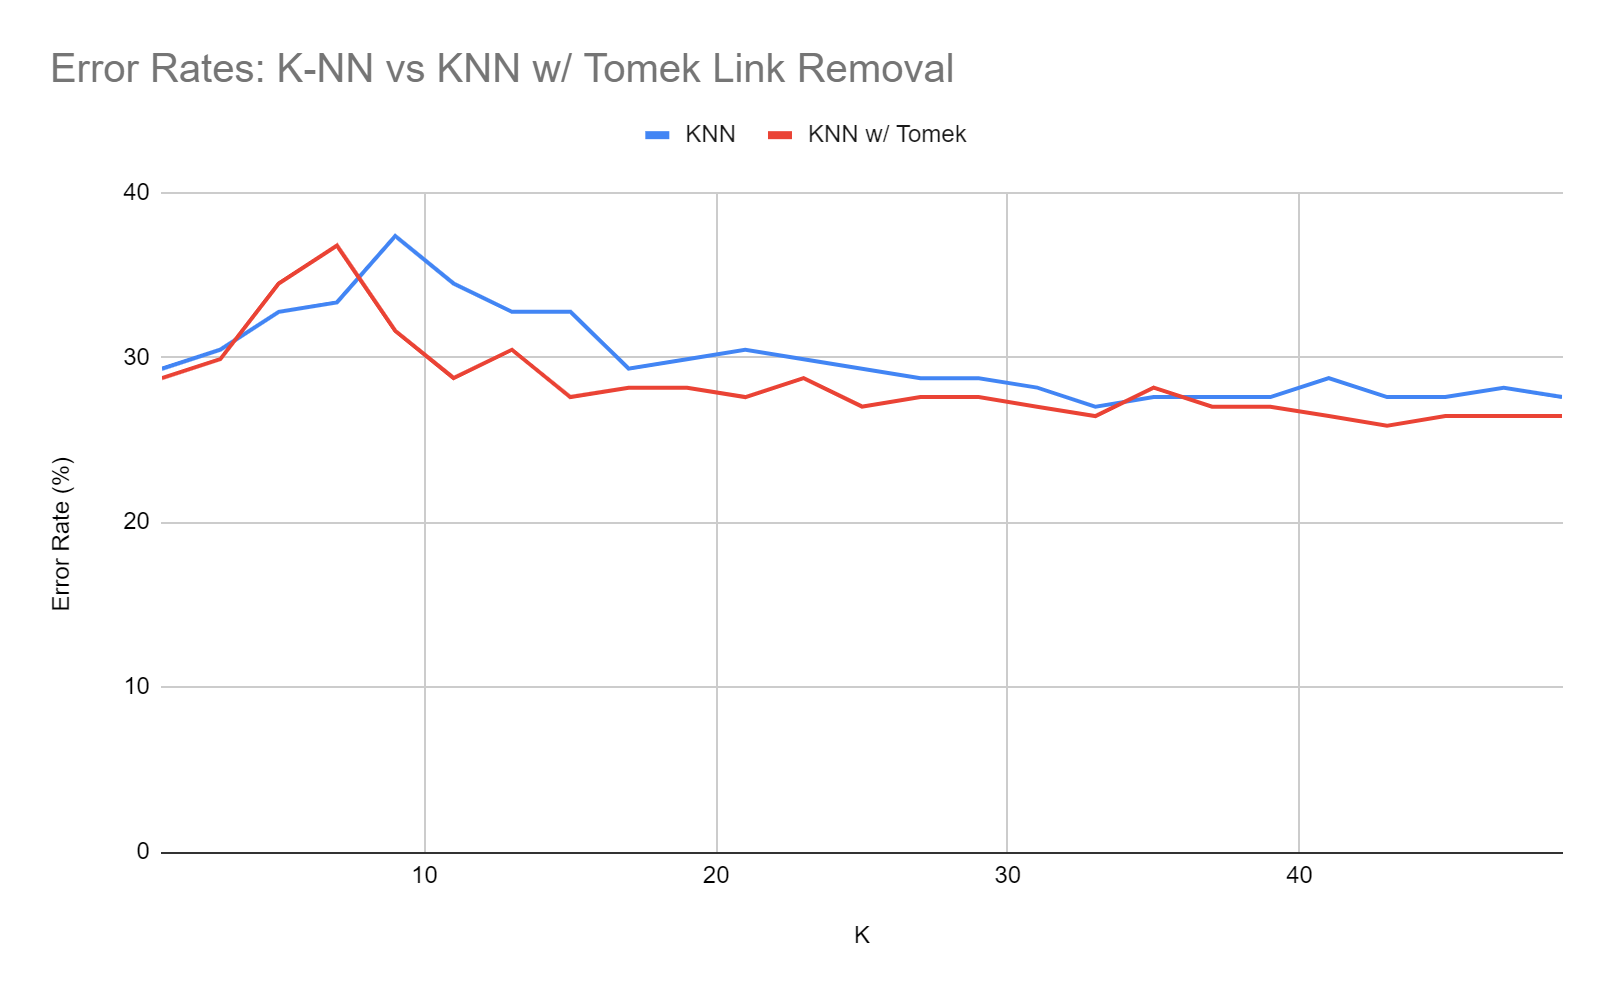 Error Rates: K-NN vs KNN w/ Tomek Link Removal
KNN
KNN w/ Tomek
40
30
20
10
0
Error Rate (%)
10
20
30
40
K